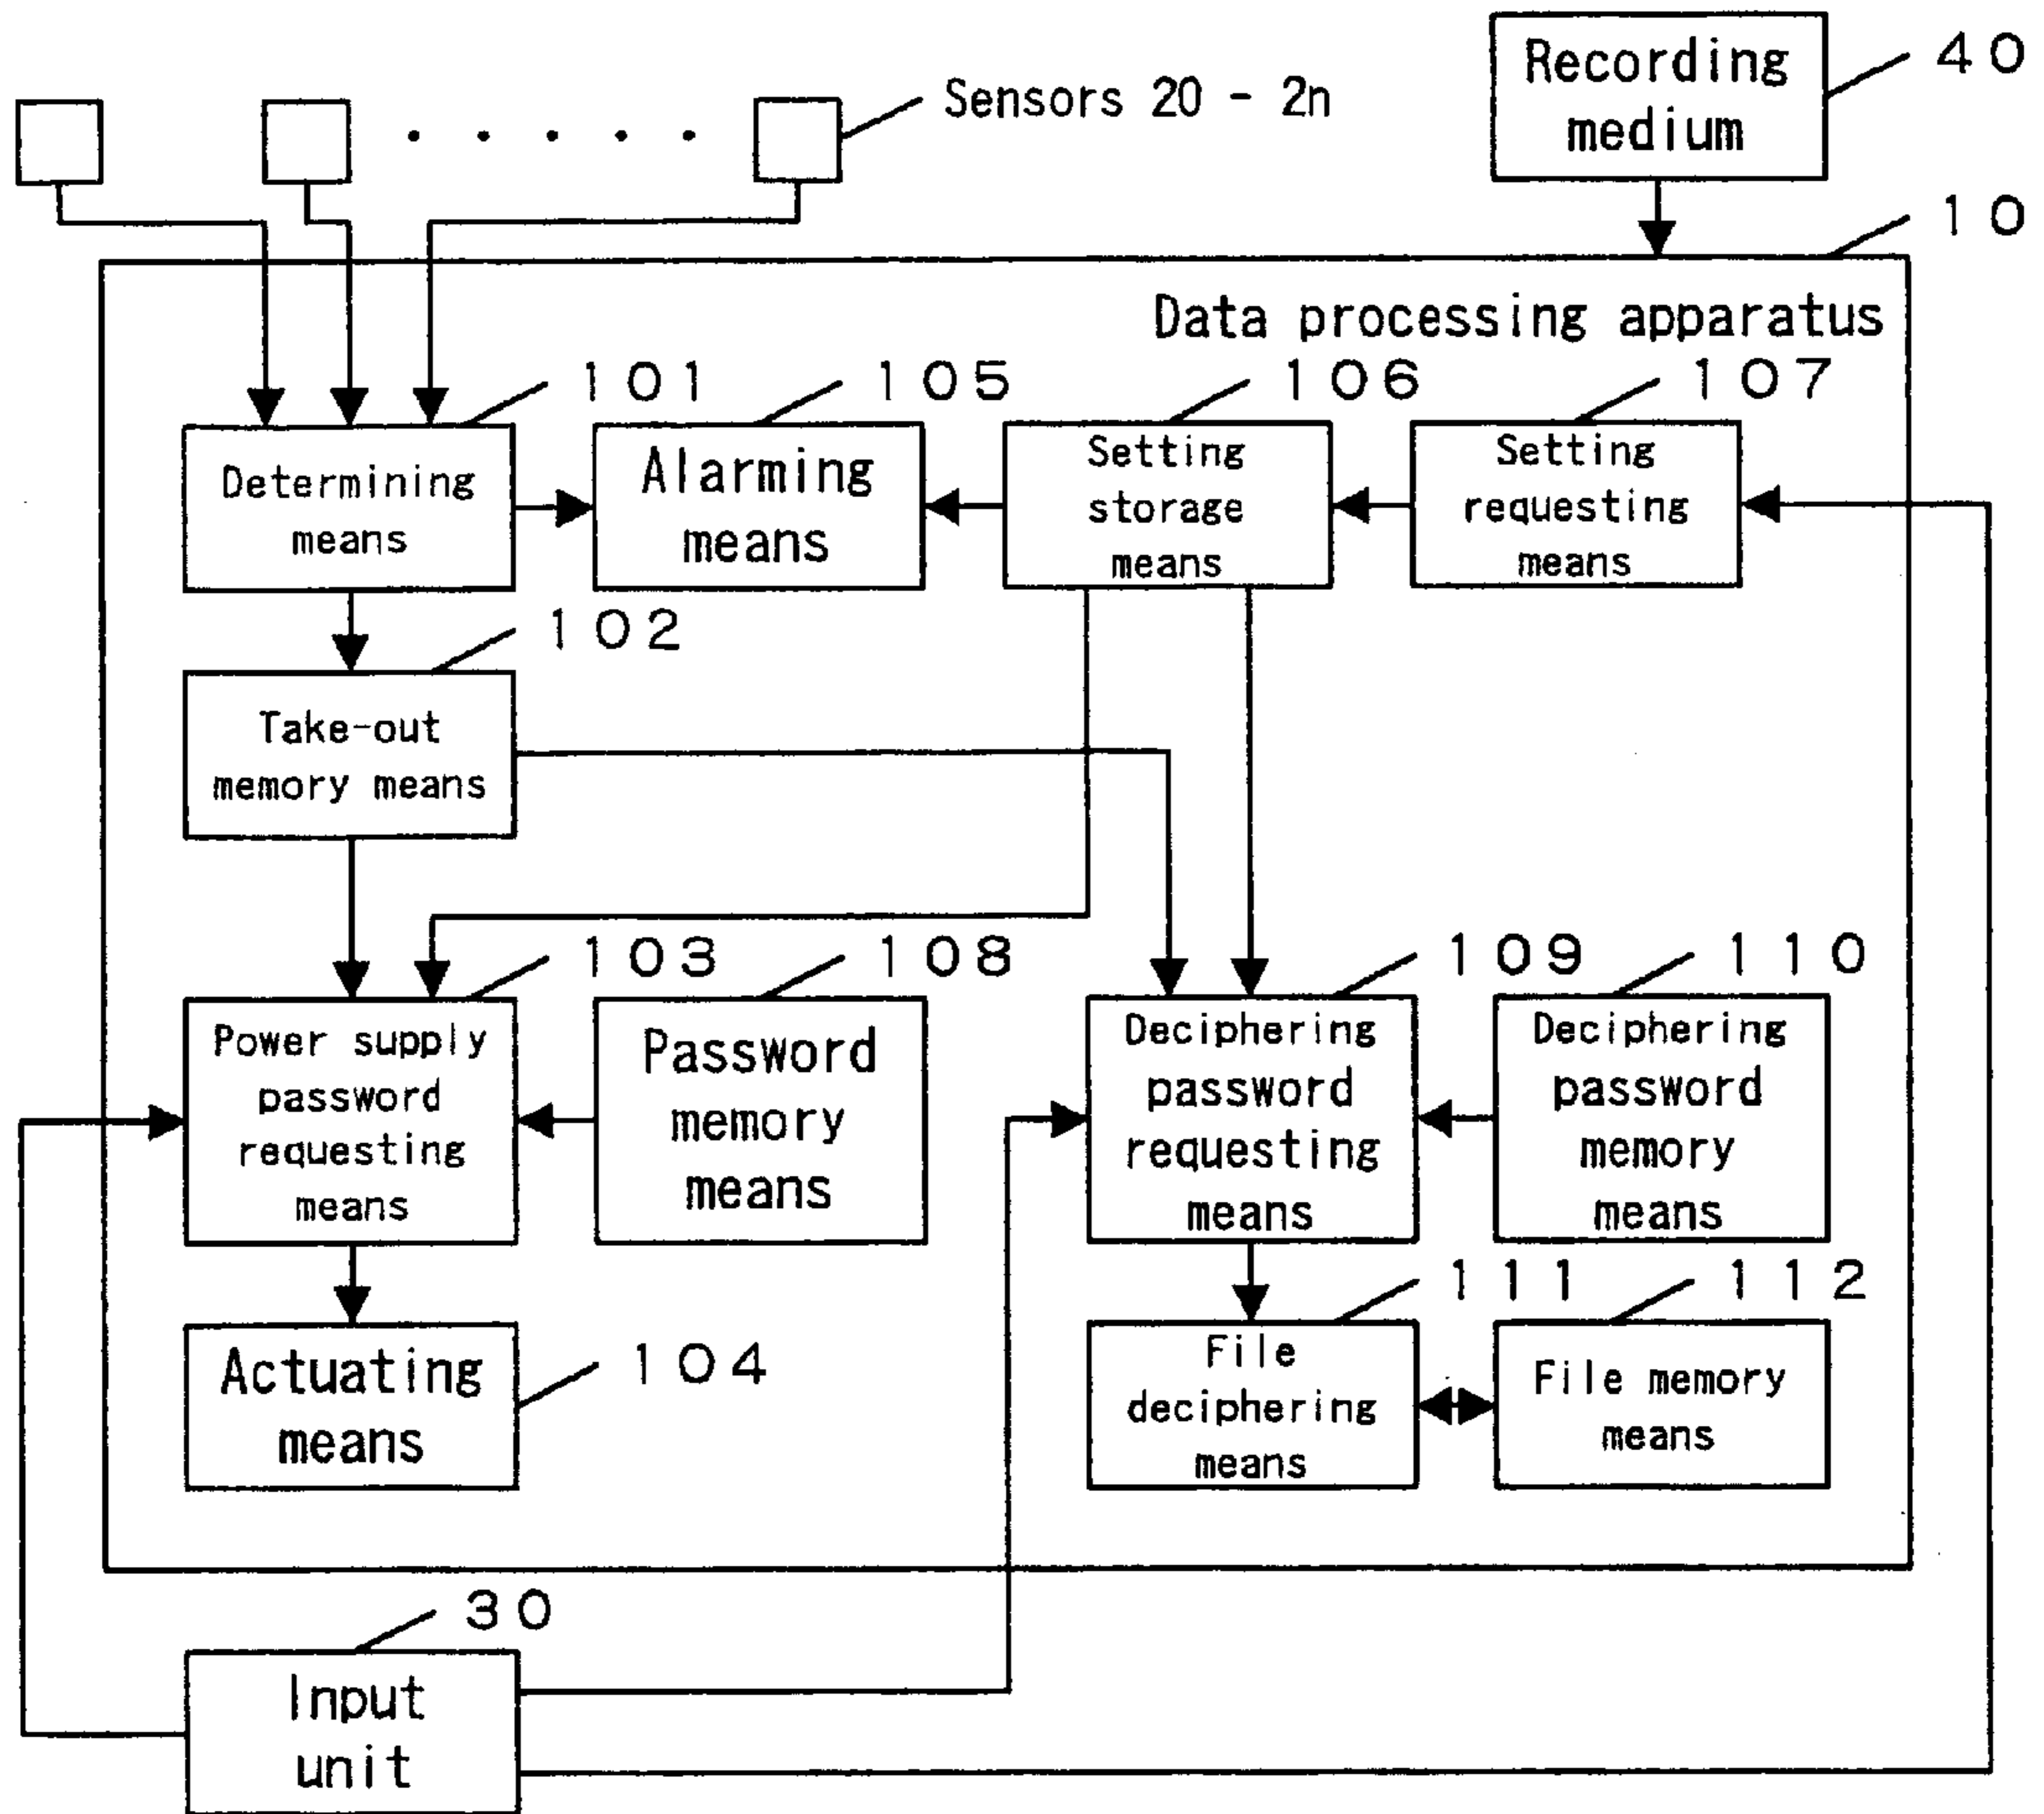 Recording
medium
40
Sensors 20 - 2n
10
Data processing apparatus
101
105
106
107
Determining
means
Alarming
means
Setting
storage
means
Setting
requesting
means
102
Take-out
memory means
103
108
109
110
Power supply
password
requesting
means
Password
memory
means
Deciphering
password
requesting
means
Deciphering
password
memory
means
111
112
Actuating
means
104
File
deciphering
means
File memory
means
30
Input
unit